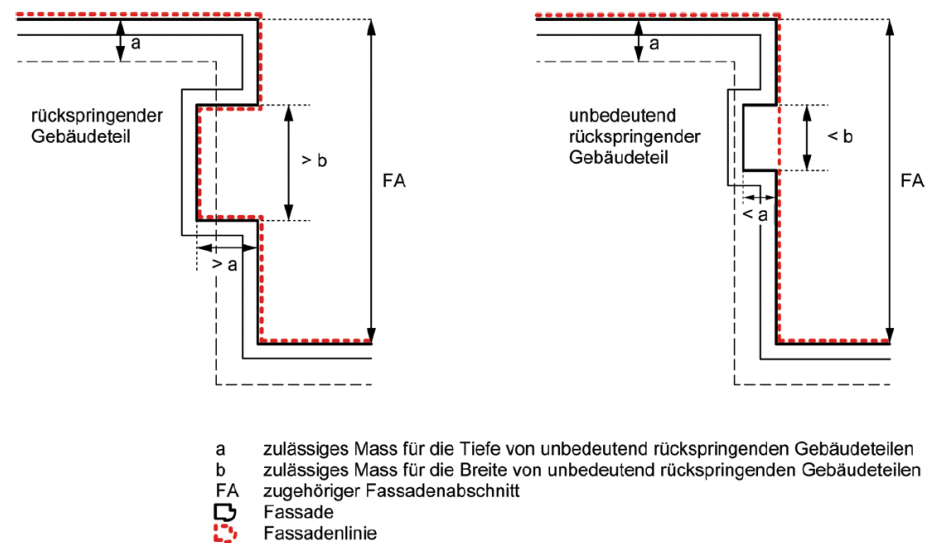 a
rückspringender
Gebäudeteil
> b
FA
> a
a
unbedeutend
rückspringender
Gebäudeteil
< b
FA
< a
a zulässiges Mass für die Tiefe von unbedeutend rückspringenden Gebäudeteilen
b zulässiges Mass für die Breite von unbedeutend rückspringenden Gebäudeteilen
FA zugehöriger Fassadenabschnitt
Fassade
Fassadenlinie